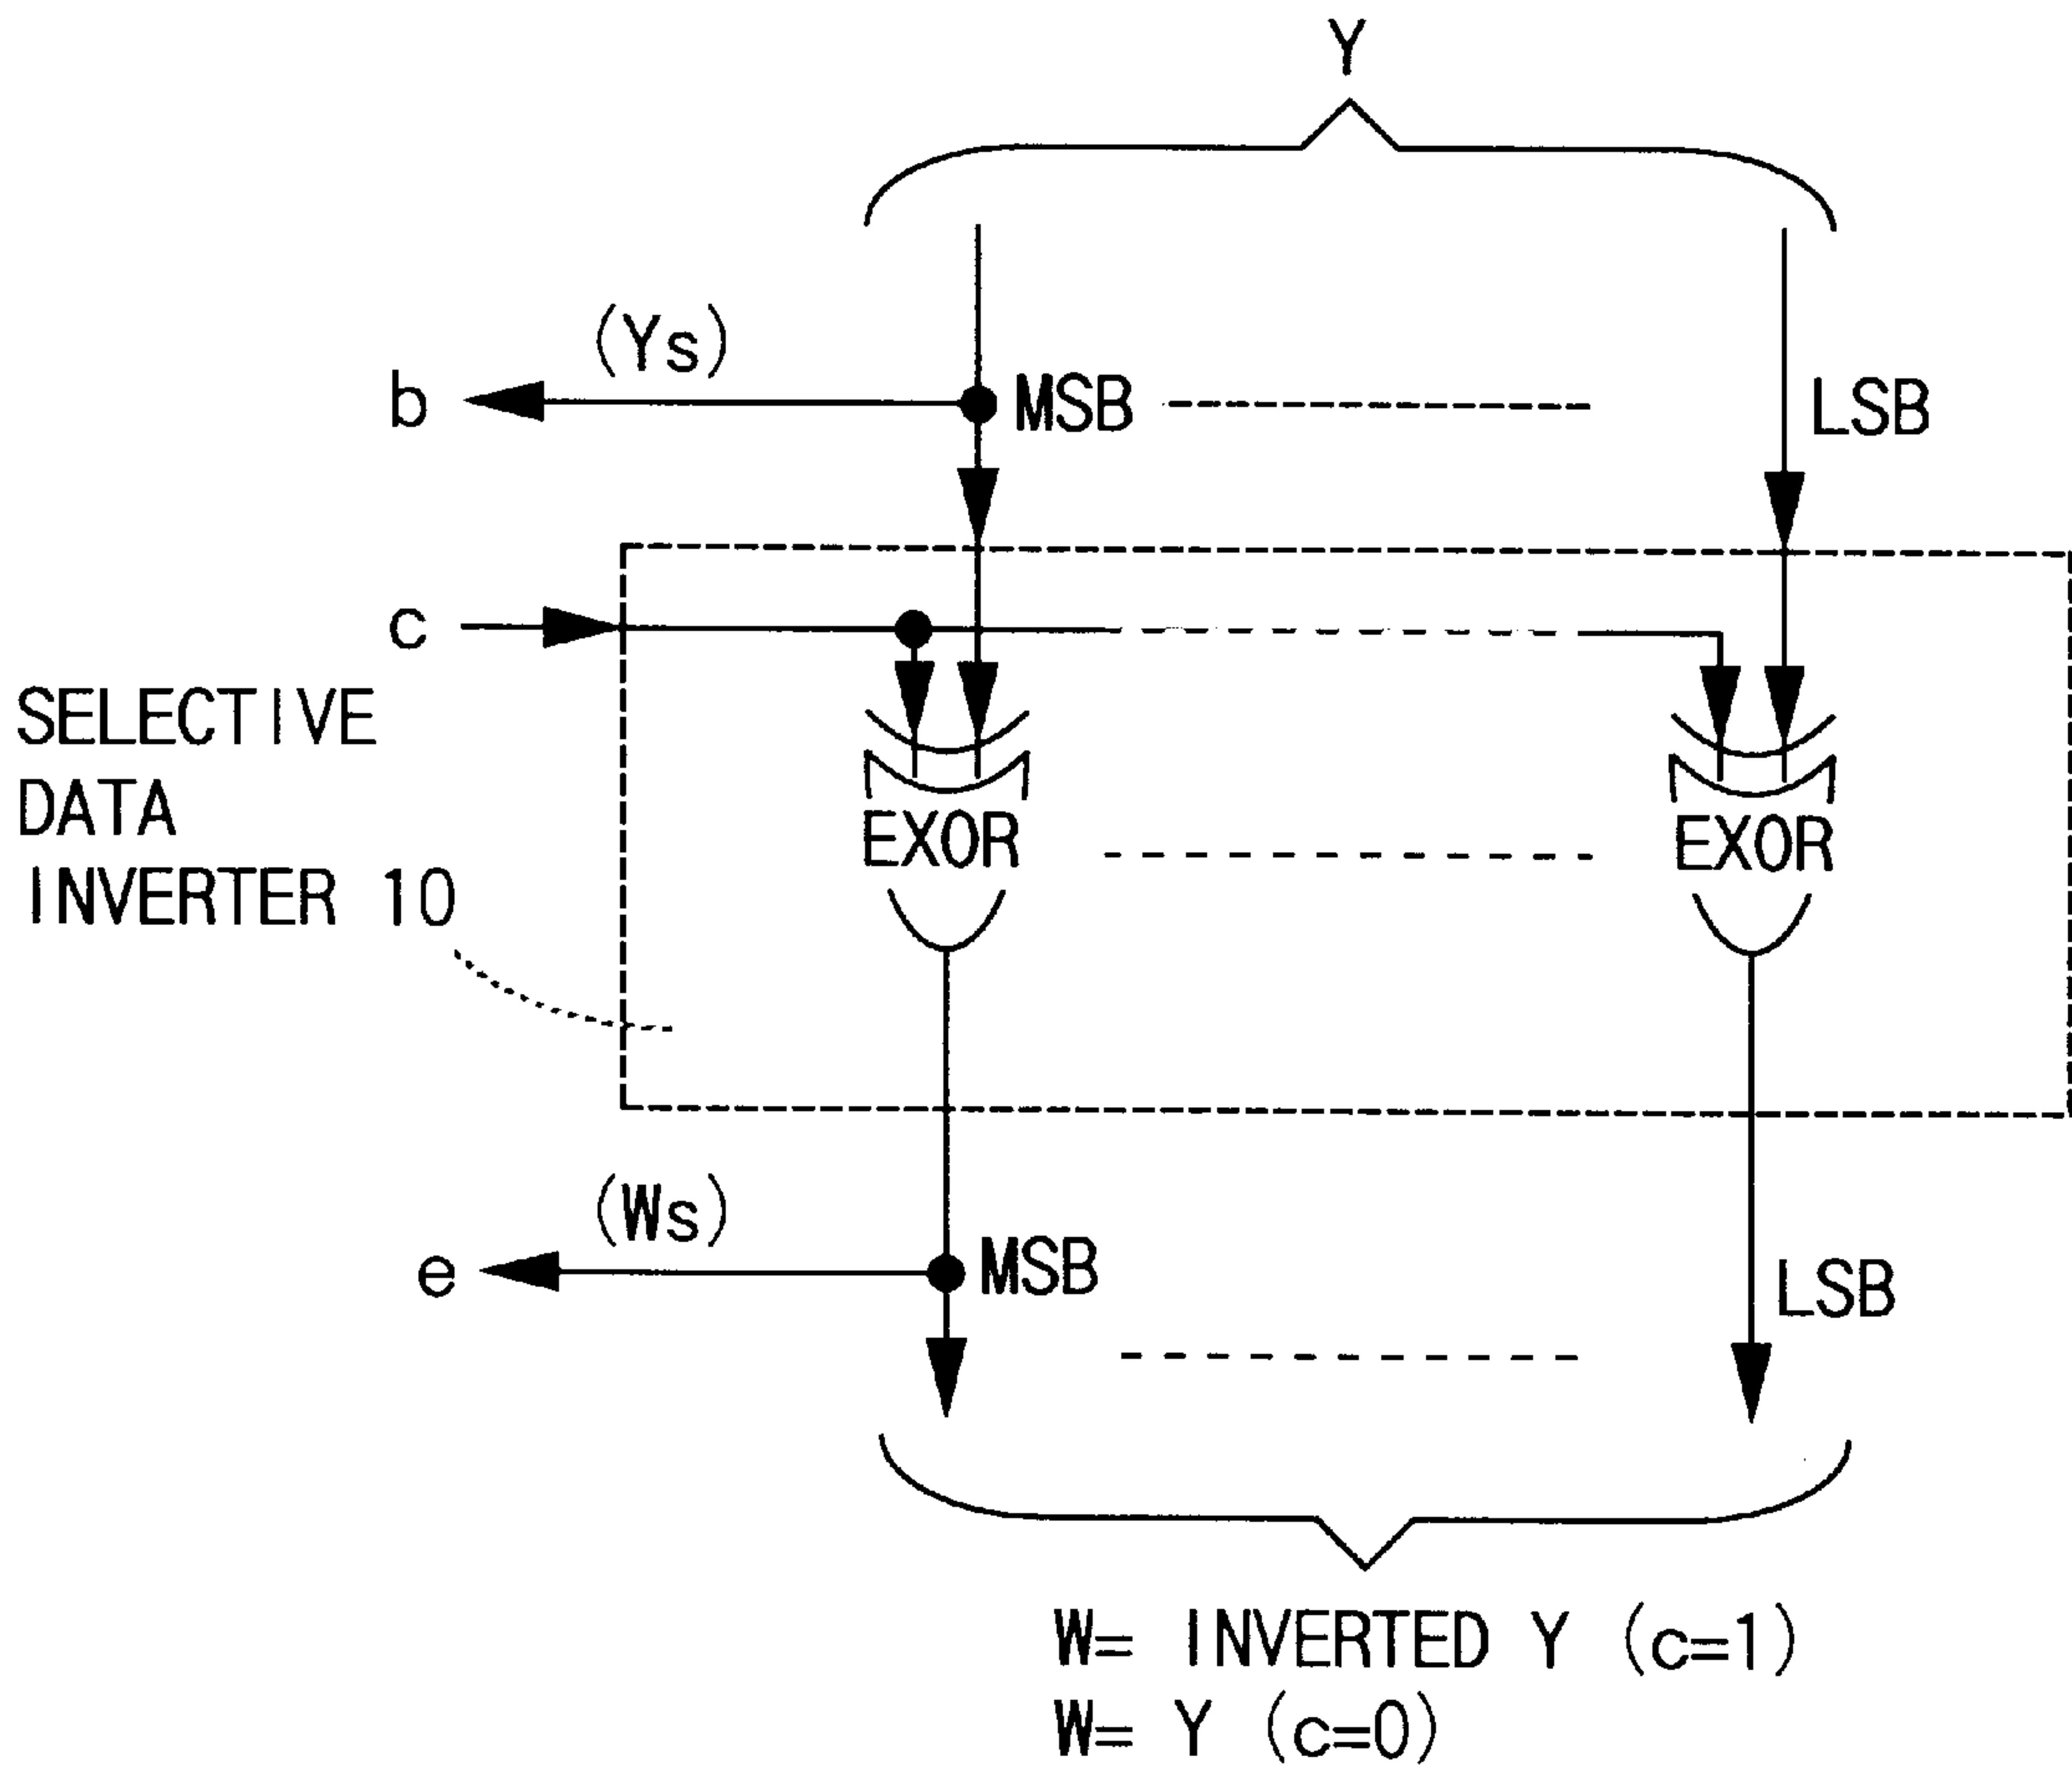 Y
(Ys)
b
MSB
LSB
c
SELECTIVE
DATA
INVERTER 10
EXOR
EXOR
(Ws)
e
MSB
LSB
W= INVERTED Y (c=1)
W= Y (c=0)